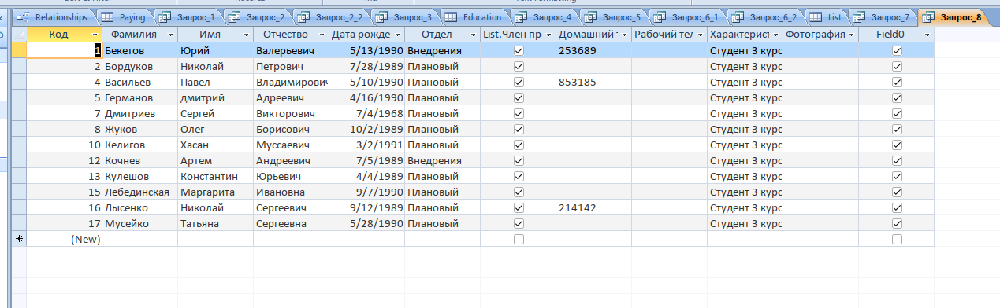 Relationships Paying Запрос_1 Запрос_2 Запрос_2_2 Запрос_3 Education Запрос_4 Запрос_5 Запрос_6_1 Запрос_6_2 List Запрос_7 Запрос_8
Код Фамилия Имя Отчество Дата рожде Отдел List.Член пр Домашний Рабочий тел Характерист Фотография Field0
1 Бекетов Юрий Валерьевич 5/13/1990 Внедрения 253689 Студент 3 курс
2 Бордуков Николай Петрович 7/28/1989 Плановый Студент 3 курс
4 Васильев Павел Владимирович 5/10/1990 Плановый 853185 Студент 3 курс
5 Германов дмитрий Адреевич 4/16/1990 Плановый Студент 3 курс
7 Дмитриев Сергей Викторович 7/4/1968 Плановый Студент 3 курс
8 Жуков Олег Борисович 10/2/1989 Плановый Студент 3 курс
10 Келигов Хасан Муссаевич 3/2/1991 Плановый Студент 3 курс
12 Кочнев Артем Андреевич 7/5/1989 Внедрения Студент 3 курс
13 Кулешов Константин Юрьевич 4/4/1989 Плановый Студент 3 курс
15 Лебединская Маргарита Ивановна 9/7/1990 Плановый Студент 3 курс
16 Лысенко Николай Сергеевич 9/12/1989 Плановый 214142 Студент 3 курс
17 Мусейко Татьяна Сергеевна 5/28/1990 Плановый Студент 3 курс
(New)